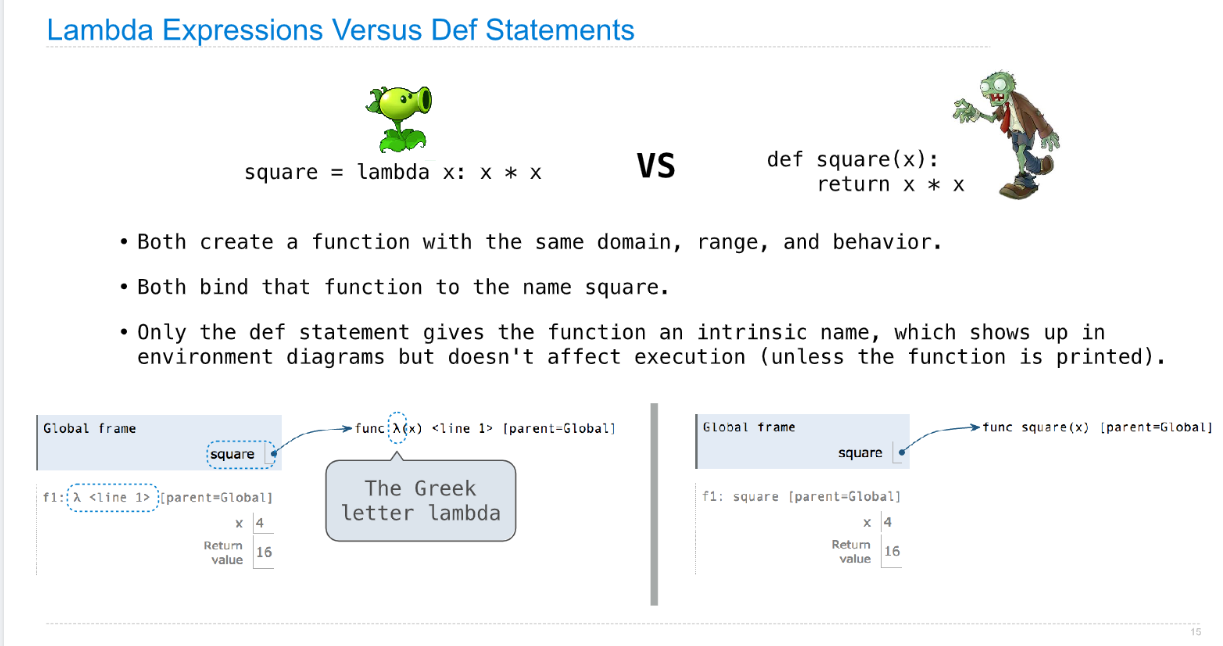 Lambda Expressions Versus Def Statements
square = lambda x: x * x
VS
def square(x):
    return x * x
• Both create a function with the same domain, range, and behavior.
• Both bind that function to the name square.
• Only the def statement gives the function an intrinsic name, which shows up in
environment diagrams but doesn't affect execution (unless the function is printed).
Global frame
square
func λ(x) <line 1> [parent=Global]
f1: λ <line 1> [parent=Global]
x 4
Return
value 16
The Greek
letter lambda
Global frame
square
func square(x) [parent=Global]
f1: square [parent=Global]
x 4
Return
value 16
15